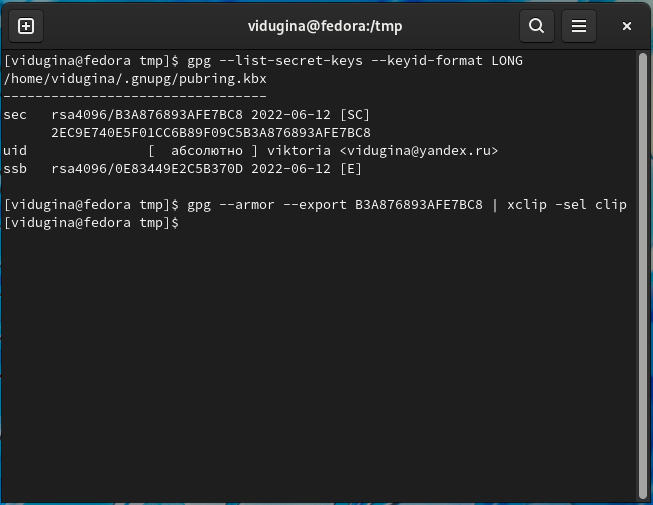 vidugina@fedora:/tmp
[vidugina@fedora tmp]$ gpg --list-secret-keys --keyid-format LONG
/home/vidugina/.gnupg/pubring.kbx
---------------------------------
sec   rsa4096/B3A876893AFE7BC8 2022-06-12 [SC]
      2EC9E740E5F01CC6B89F09C5B3A876893AFE7BC8
uid               [  абсолютно ] viktoria <vidugina@yandex.ru>
ssb   rsa4096/0E83449E2C5B370D 2022-06-12 [E]
[vidugina@fedora tmp]$ gpg --armor --export B3A876893AFE7BC8 | xclip -sel clip
[vidugina@fedora tmp]$